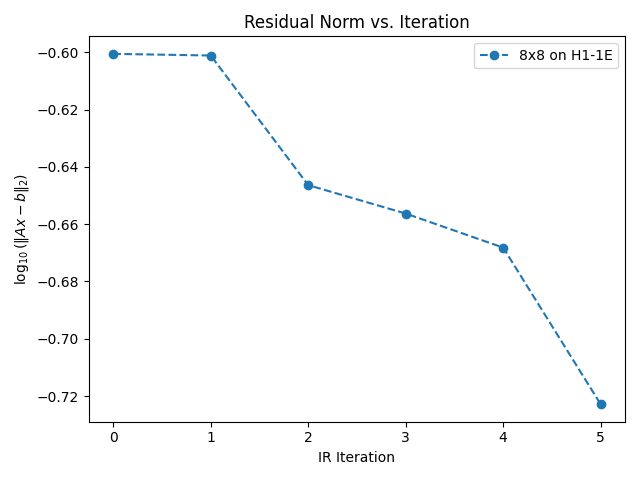 Residual Norm vs. Iteration
8x8 on H1-1E
−0.60
−0.62
−0.64
−0.66
−0.68
−0.70
−0.72
log₁₀(‖Ax − b‖₂)
0 1 2 3 4 5
IR Iteration